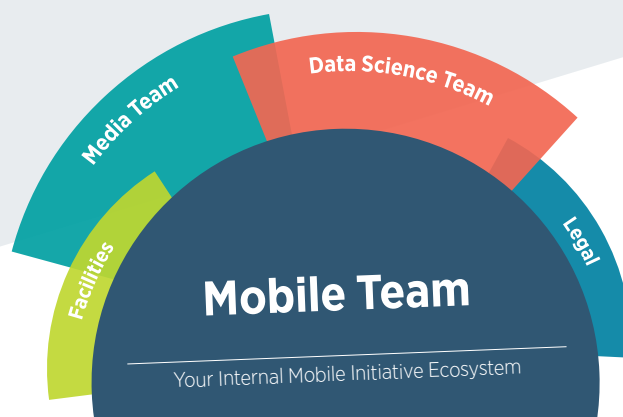 Data Science Team
Media Team
Facilities
Legal
Mobile Team
Your Internal Mobile Initiative Ecosystem